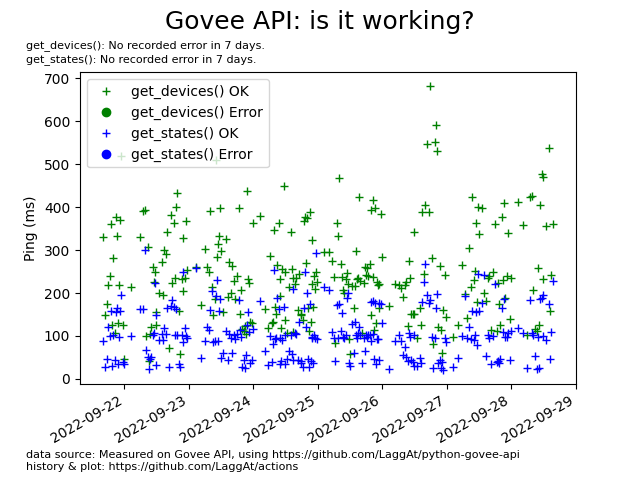 Govee API: is it working?
get_devices(): No recorded error in 7 days.
get_states(): No recorded error in 7 days.
get_devices() OK
get_devices() Error
get_states() OK
get_states() Error
Ping (ms)
700
600
500
400
300
200
100
0
2022-09-22
2022-09-23
2022-09-24
2022-09-25
2022-09-26
2022-09-27
2022-09-28
2022-09-29
data source: Measured on Govee API, using https://github.com/LaggAt/python-govee-api
history & plot: https://github.com/LaggAt/actions